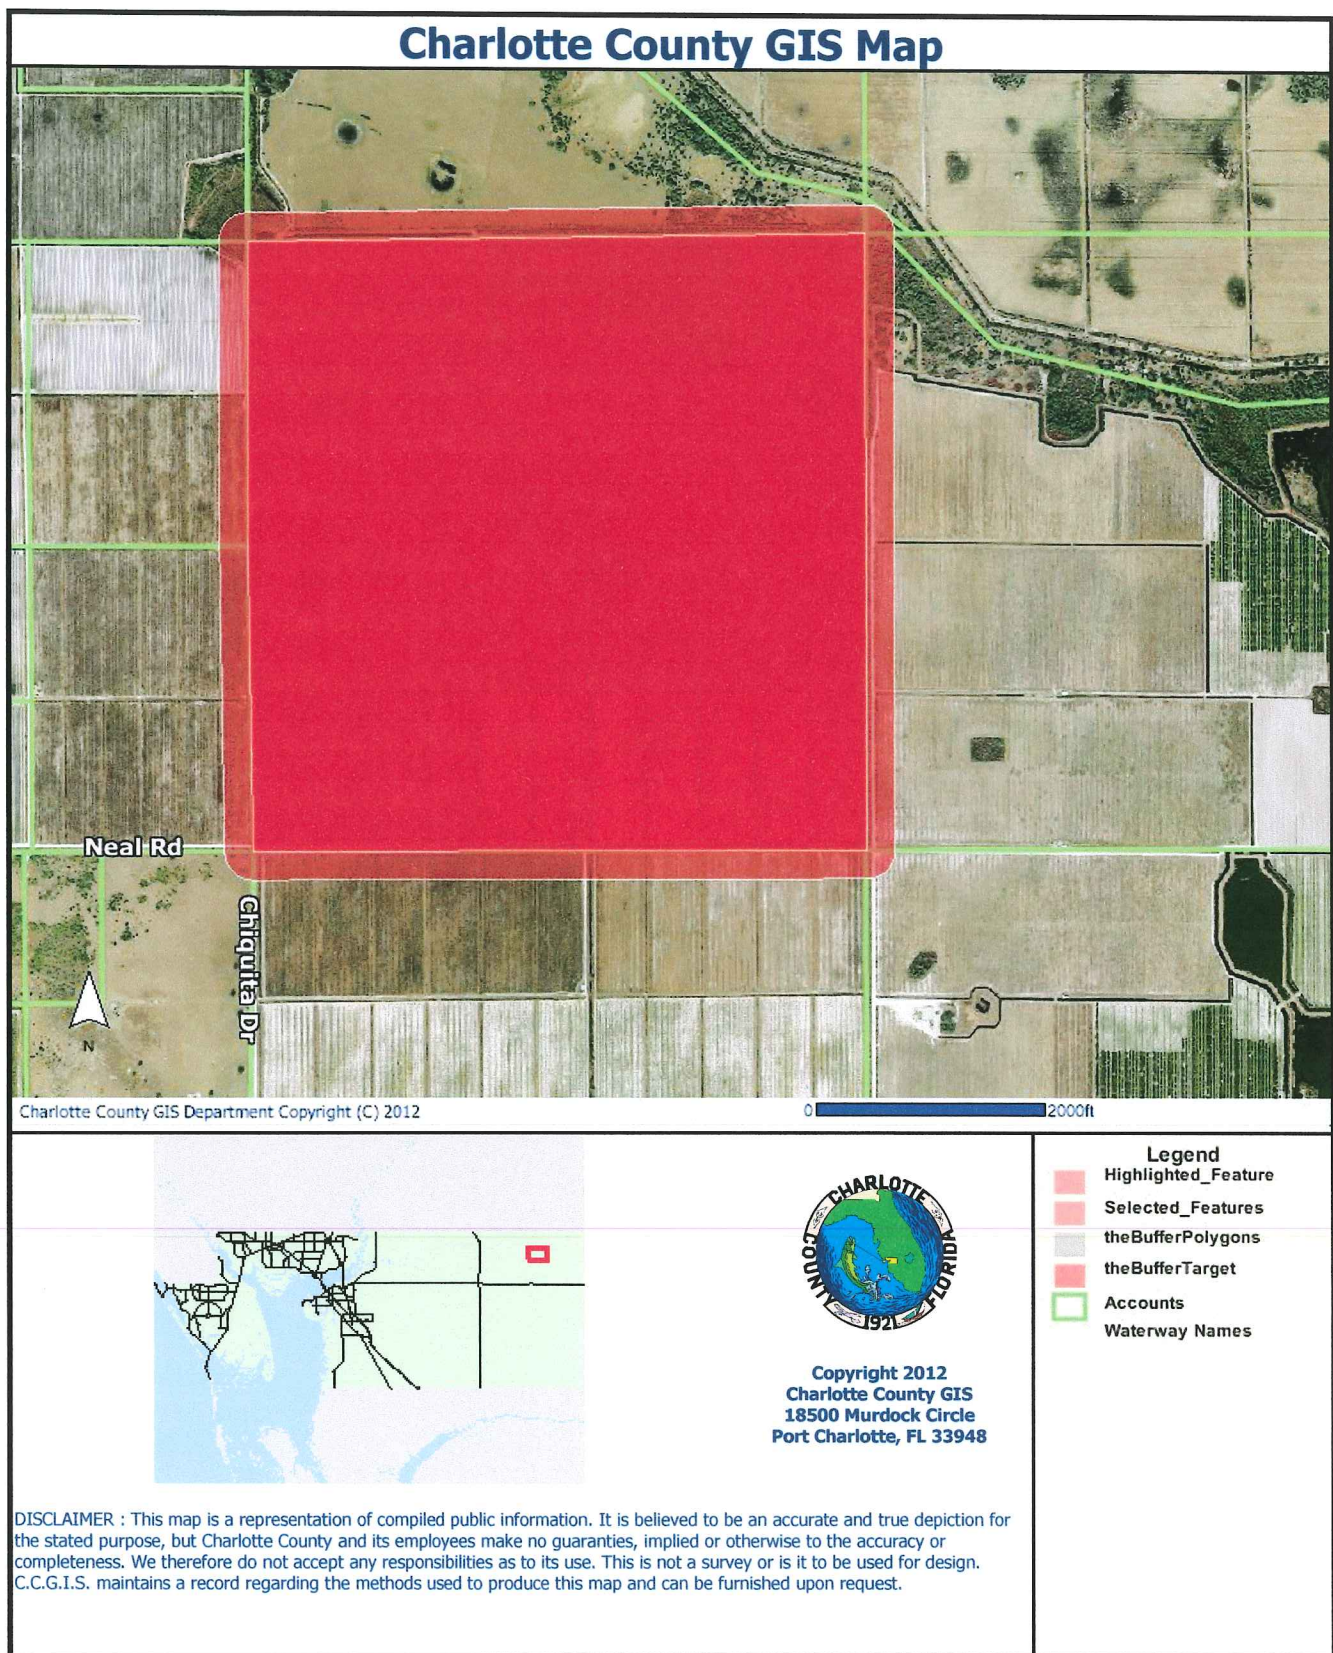 Charlotte County GIS Map
Neal Rd
Chiquita Dr
N
Charlotte County GIS Department Copyright (C) 2012
0 2000ft
CHARLOTTE
COUNTY
FLORIDA
1921
Copyright 2012
Charlotte County GIS
18500 Murdock Circle
Port Charlotte, FL 33948
Legend
Highlighted_Feature
Selected_Features
theBufferPolygons
theBufferTarget
Accounts
Waterway Names
DISCLAIMER : This map is a representation of compiled public information. It is believed to be an accurate and true depiction for
the stated purpose, but Charlotte County and its employees make no guaranties, implied or otherwise to the accuracy or
completeness. We therefore do not accept any responsibilities as to its use. This is not a survey or is it to be used for design.
C.C.G.I.S. maintains a record regarding the methods used to produce this map and can be furnished upon request.